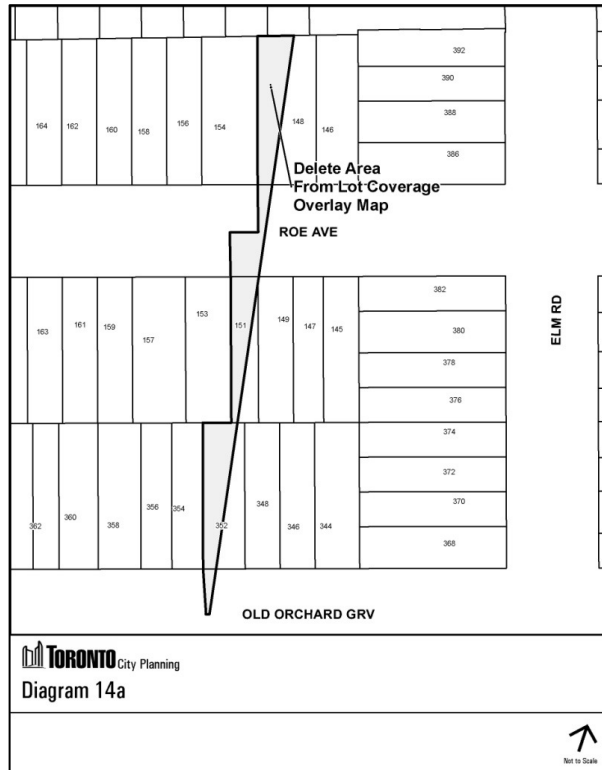 392
390
388
386
164 162 160 158 156 154 148 146
Delete Area
From Lot Coverage
Overlay Map
ROE AVE
ELM RD
382
380
378
376
163 161 159 157 153 151 149 147 145
374
372
370
368
362 360 358 356 354 352 348 346 344
OLD ORCHARD GRV
TORONTO City Planning
Diagram 14a
Not to Scale